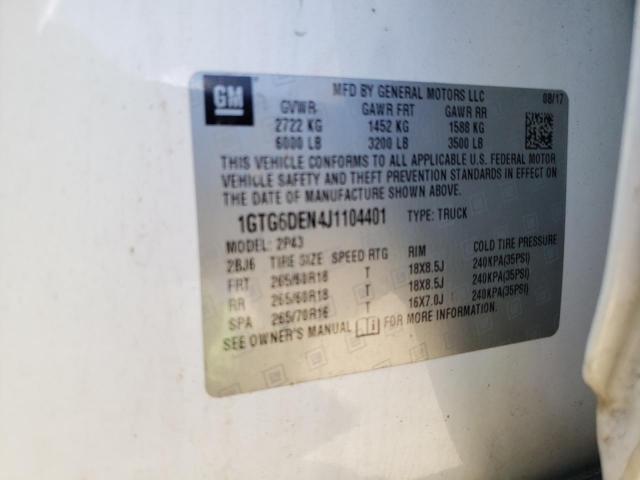 GM
MFD BY GENERAL MOTORS LLC 08/17
GVWR GAWR FRT GAWR RR
2722 KG 1452 KG 1588 KG
6000 LB 3200 LB 3500 LB
THIS VEHICLE CONFORMS TO ALL APPLICABLE U.S. FEDERAL MOTOR
VEHICLE SAFETY AND THEFT PREVENTION STANDARDS IN EFFECT ON
THE DATE OF MANUFACTURE SHOWN ABOVE.
1GTG6DEN4J1104401 TYPE: TRUCK
MODEL: 2P43
2BJ6 TIRE SIZE SPEED RTG RIM COLD TIRE PRESSURE
FRT 265/60R18 T 18X8.5J 240KPA(35PSI)
RR 265/60R18 T 18X8.5J 240KPA(35PSI)
SPA 265/70R16 T 16X7.0J 240KPA(35PSI)
SEE OWNER'S MANUAL FOR MORE INFORMATION.